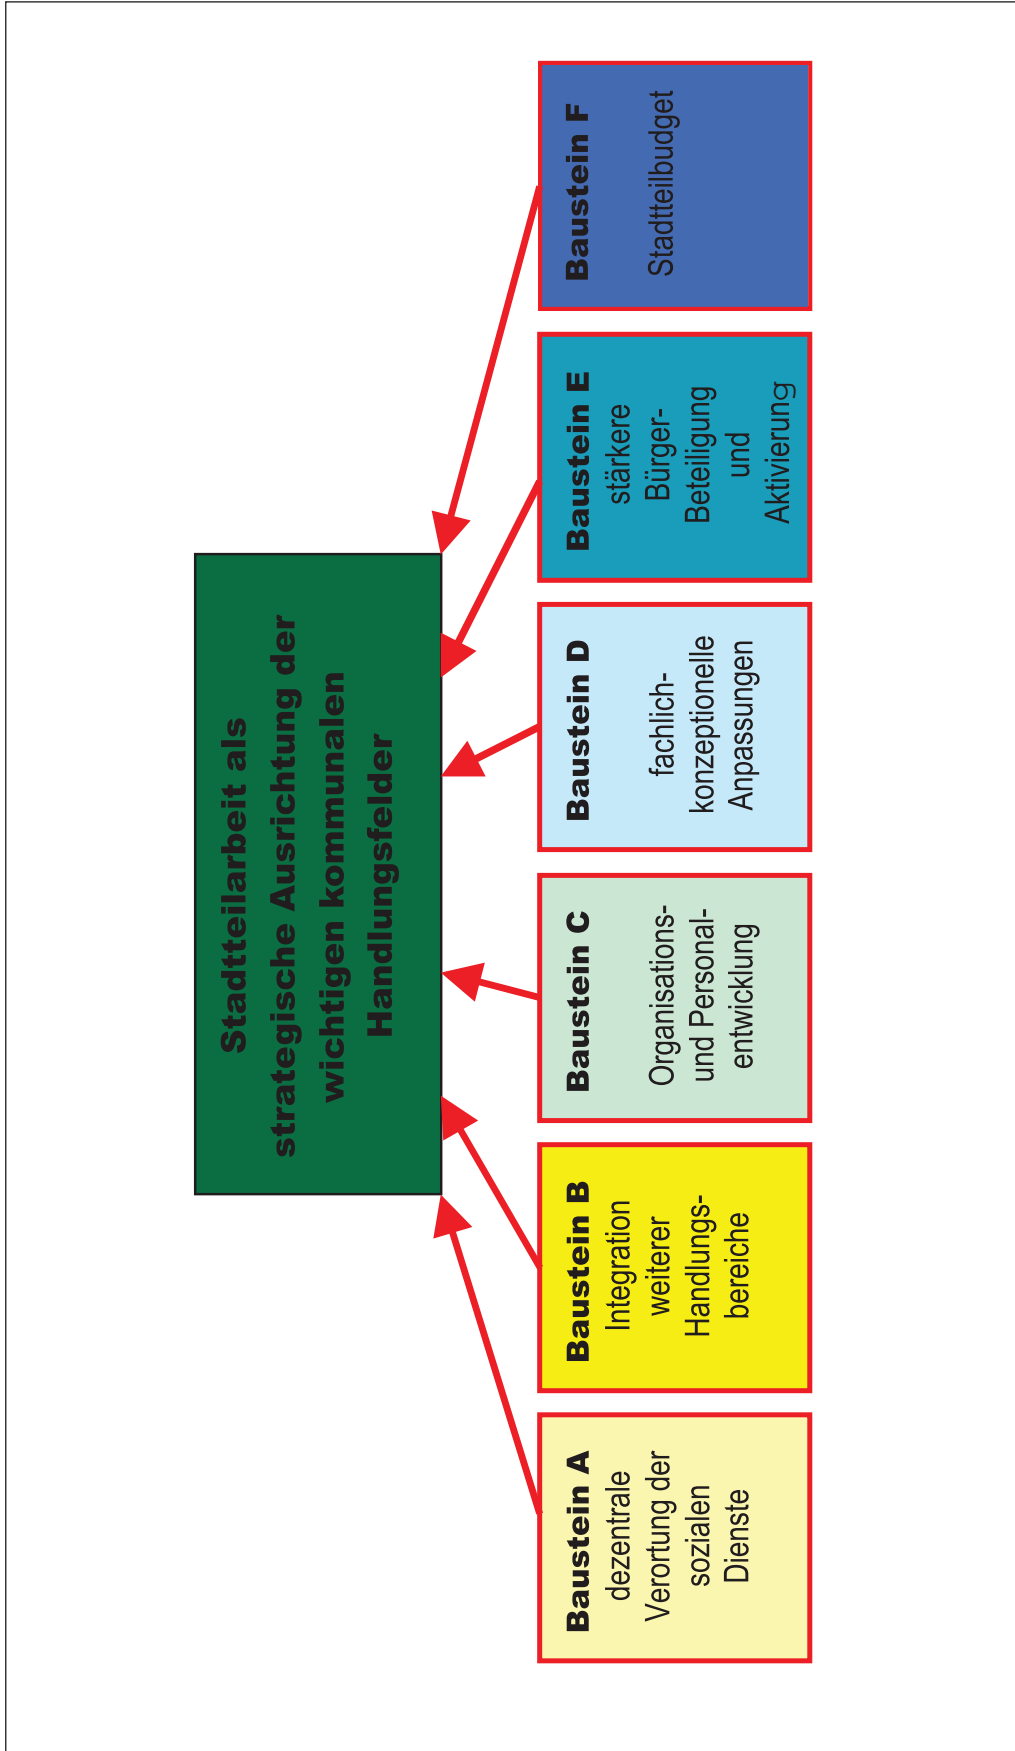 Stadtteilarbeit als
strategische Ausrichtung der
wichtigen kommunalen
Handlungsfelder
Baustein A
dezentrale
Verortung der
sozialen
Dienste
Baustein B
Integration
weiterer
Handlungs-
bereiche
Baustein C
Organisations-
und Personal-
entwicklung
Baustein D
fachlich-
konzeptionelle
Anpassungen
Baustein E
stärkere
Bürger-
Beteiligung
und
Aktivierung
Baustein F
Stadtteilbudget